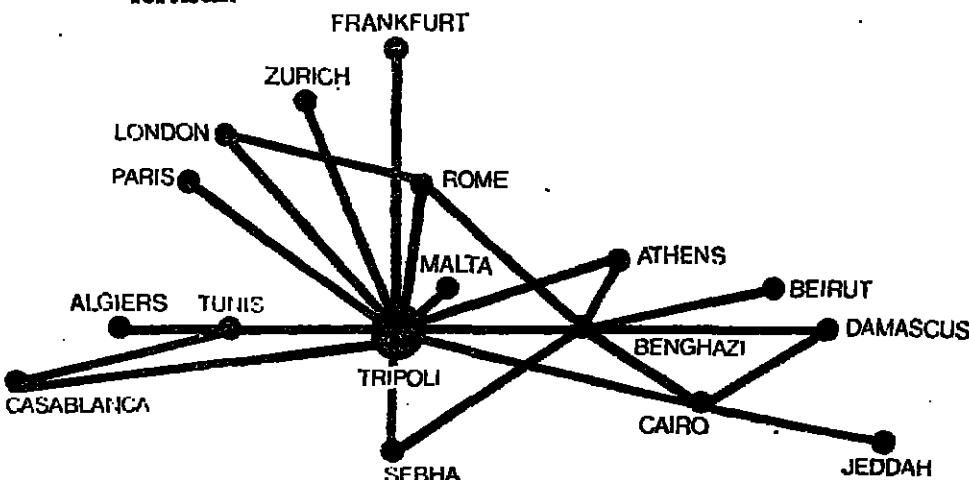 FRANKFURT
ZURICH
LONDON
PARIS
ROME
MALTA
ATHENS
BEIRUT
ALGIERS
TUNIS
DAMASCUS
BENGHAZI
TRIPOLI
CASABLANCA
CAIRO
JEDDAH
SEBHA